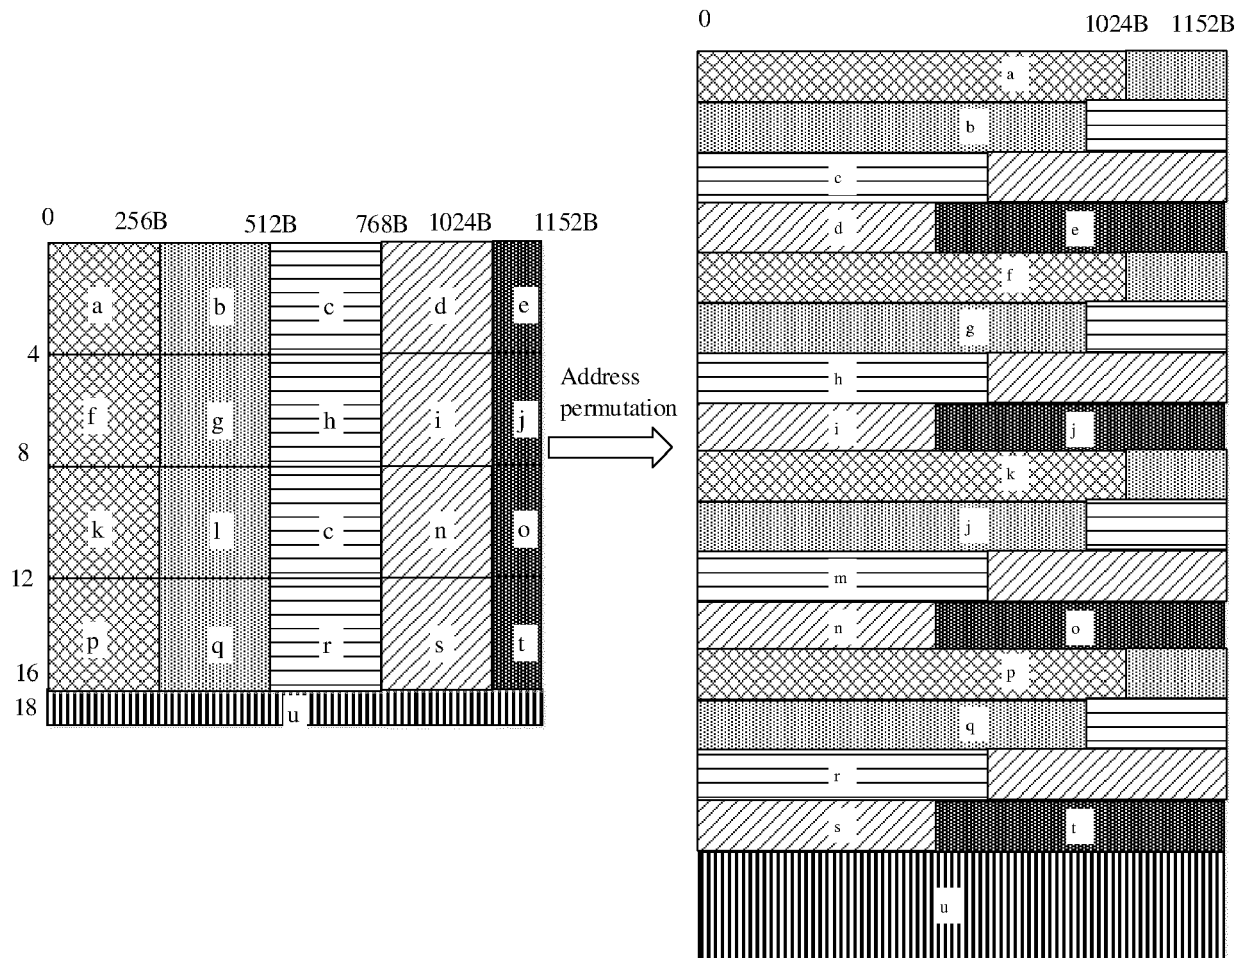 0 256B 512B 768B 1024B 1152B
a b c d e
4
f g h i j
8
k l c n o
12
p q r s t
16
18 u
Address
permutation
0 1024B 1152B
a
b
c
d e
f
g
h
i j
k
j
m
n o
p
q
r
s t
u